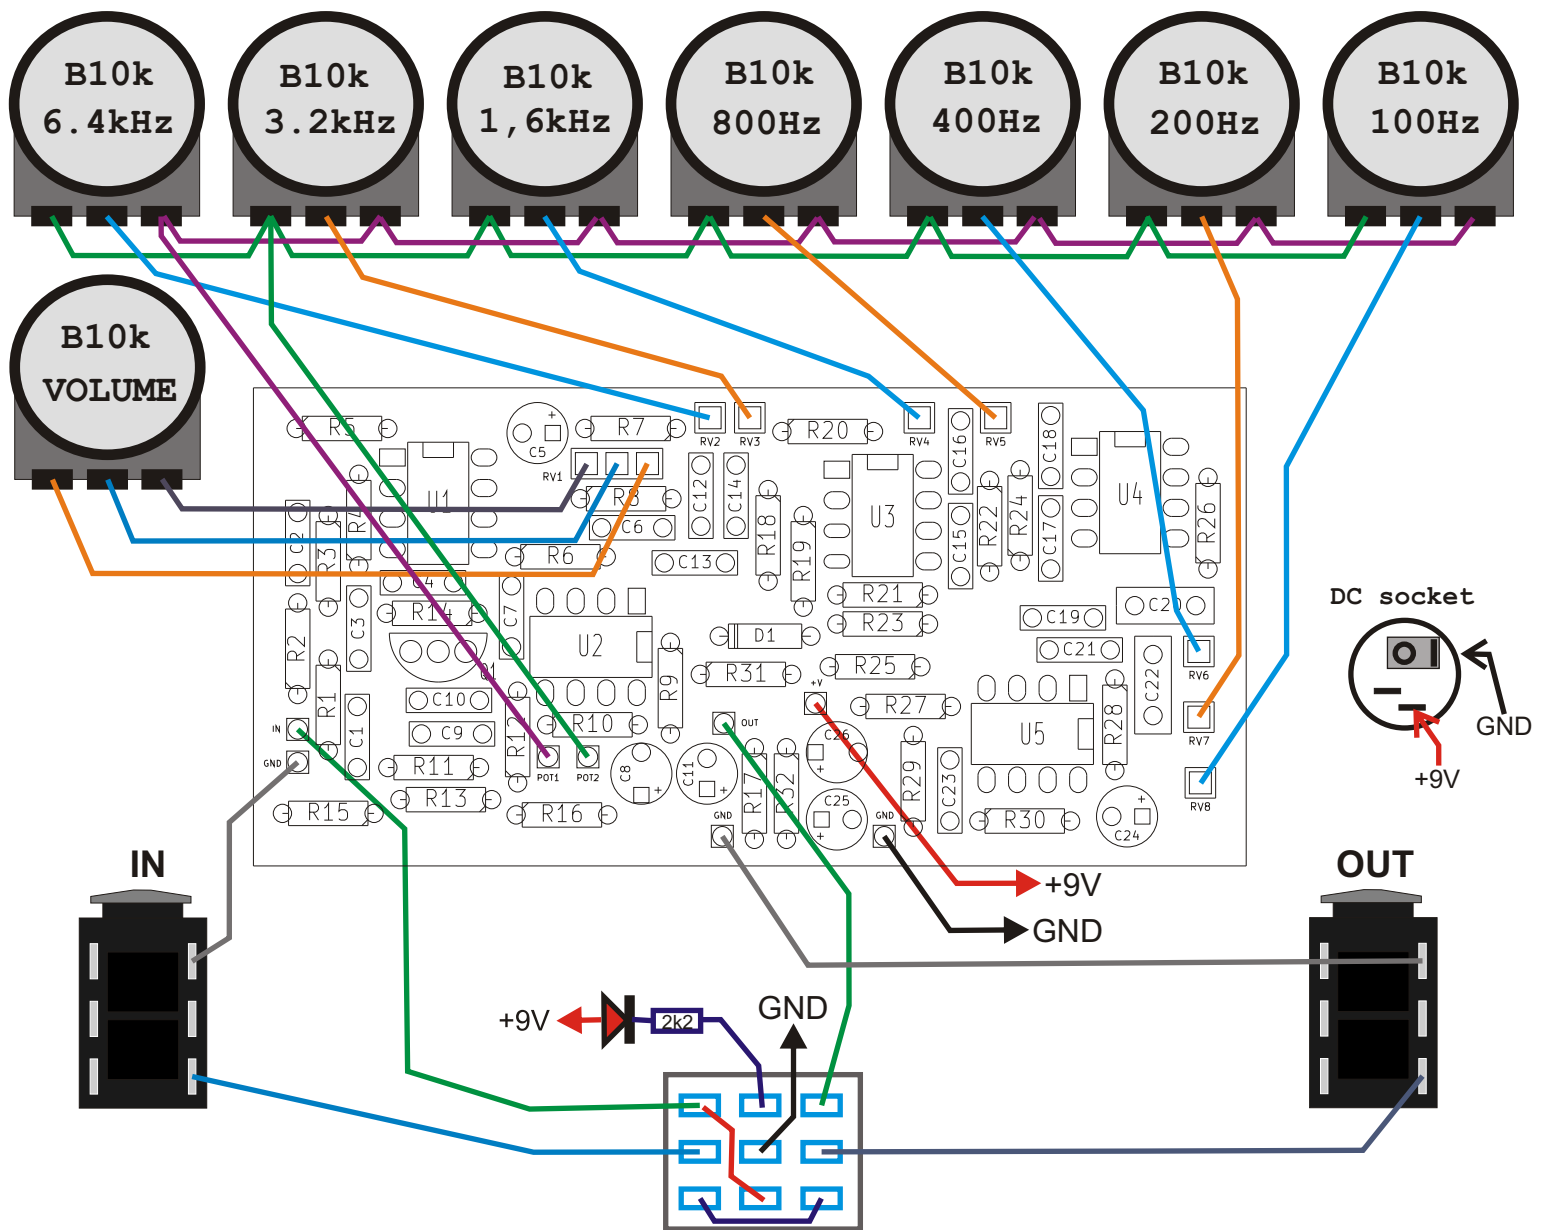 B10k
6.4kHz
B10k
3.2kHz
B10k
1,6kHz
B10k
800Hz
B10k
400Hz
B10k
200Hz
B10k
100Hz
B10k
VOLUME
R5
+
C5
R7
RV2
RV3
R20
RV4
C16
RV5
C18
RV1
U1
R8
C12
C14
U3
U4
R4
C2
R3
C6
R18
R19
C15
R22
R24
C17
R26
R6
C13
C4
R14
C7
R21
R23
C19
C20
DC socket
R2
C3
Q1
U2
D1
C21
R1
R9
R31
R25
C22
RV6
C10
R12
R10
+V
R27
R28
GND
IN
C1
C9
OUT
C26
+
U5
RV7
GND
R11
POT1
POT2
C8
+
C11
+
R17
R32
R29
C23
+9V
RV8
R15
R13
R16
GND
C25
+
GND
R30
C24
+
IN
OUT
+9V
GND
+9V
2k2
GND